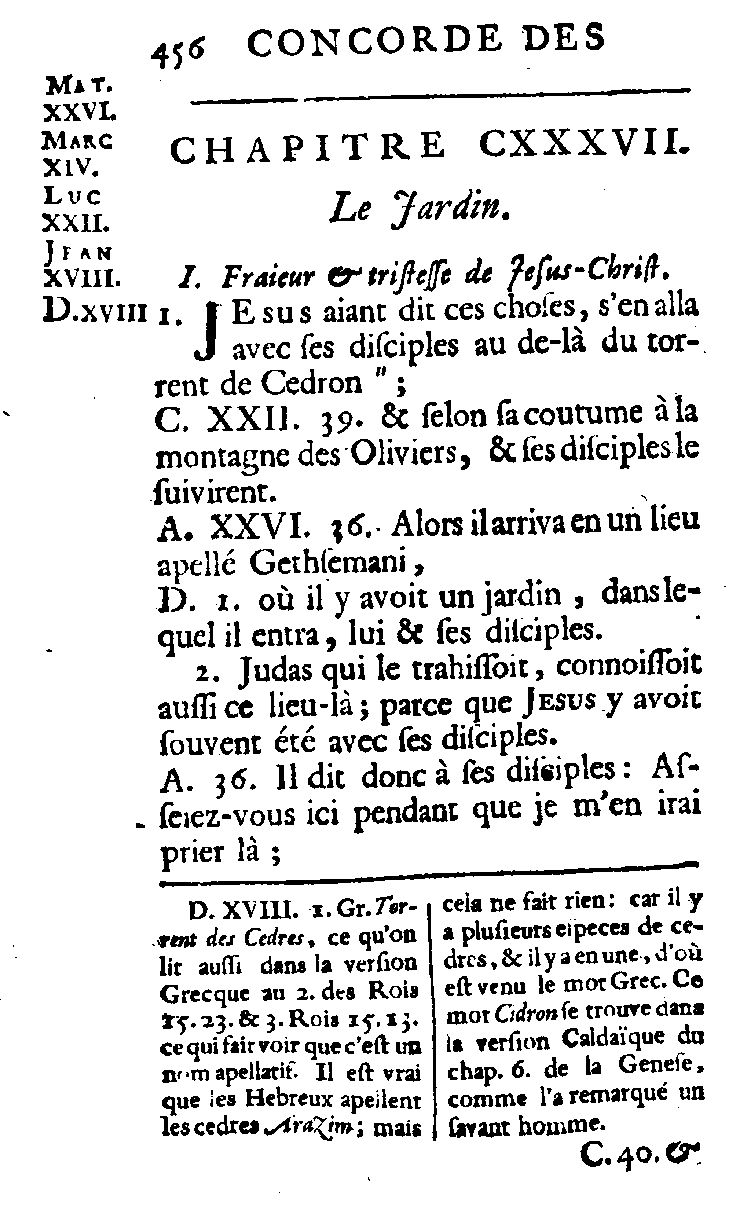 456 CONCORDE DES
MAT.
XXVI.
MARC
XIV.
LUC
XXII.
JEAN
XVIII.
CHAPITRE CXXXVII.
Le Jardin.
I. Fraieur & tristesse de Jesus-Christ.
D.XVIII 1. JEsus aiant dit ces choſes, s'en alla
avec ſes diſciples au de-là du tor-
rent de Cedron " ;
C. XXII. 39. & ſelon ſa coutume à la
montagne des Oliviers, & ſes diſciples le
ſuivirent.
A. XXVI. 36. Alors il arriva en un lieu
apellé Gethſemani,
D. 1. où il y avoit un jardin, dans le-
quel il entra, lui & ſes diſciples.
2. Judas qui le trahiſſoit, connoiſſoit
auſſi ce lieu-là ; parce que JESUS y avoit
ſouvent été avec ſes diſciples.
A. 36. Il dit donc à ſes diſciples : Aſ-
ſeiez-vous ici pendant que je m'en irai
prier là ;
D. XVIII. 1. Gr. Tor-
rent des Cedres, ce qu'on
lit auſſi dans la verſion
Grecque au 2. des Rois
15. 23. & 3. Rois 15. 13.
ce qui fait voir que c'eſt un
nom apellatif. Il eſt vrai
que les Hebreux apellent
les cedres Arazim ; mais
cela ne fait rien : car il y
a pluſieurs eſpeces de ce-
dres, & il y a en une, d'où
eſt venu le mot Grec. Ce
mot Cidron ſe trouve dans
la verſion Caldaïque du
chap. 6. de la Geneſe,
comme l'a remarqué un
ſavant homme.
C. 40. &